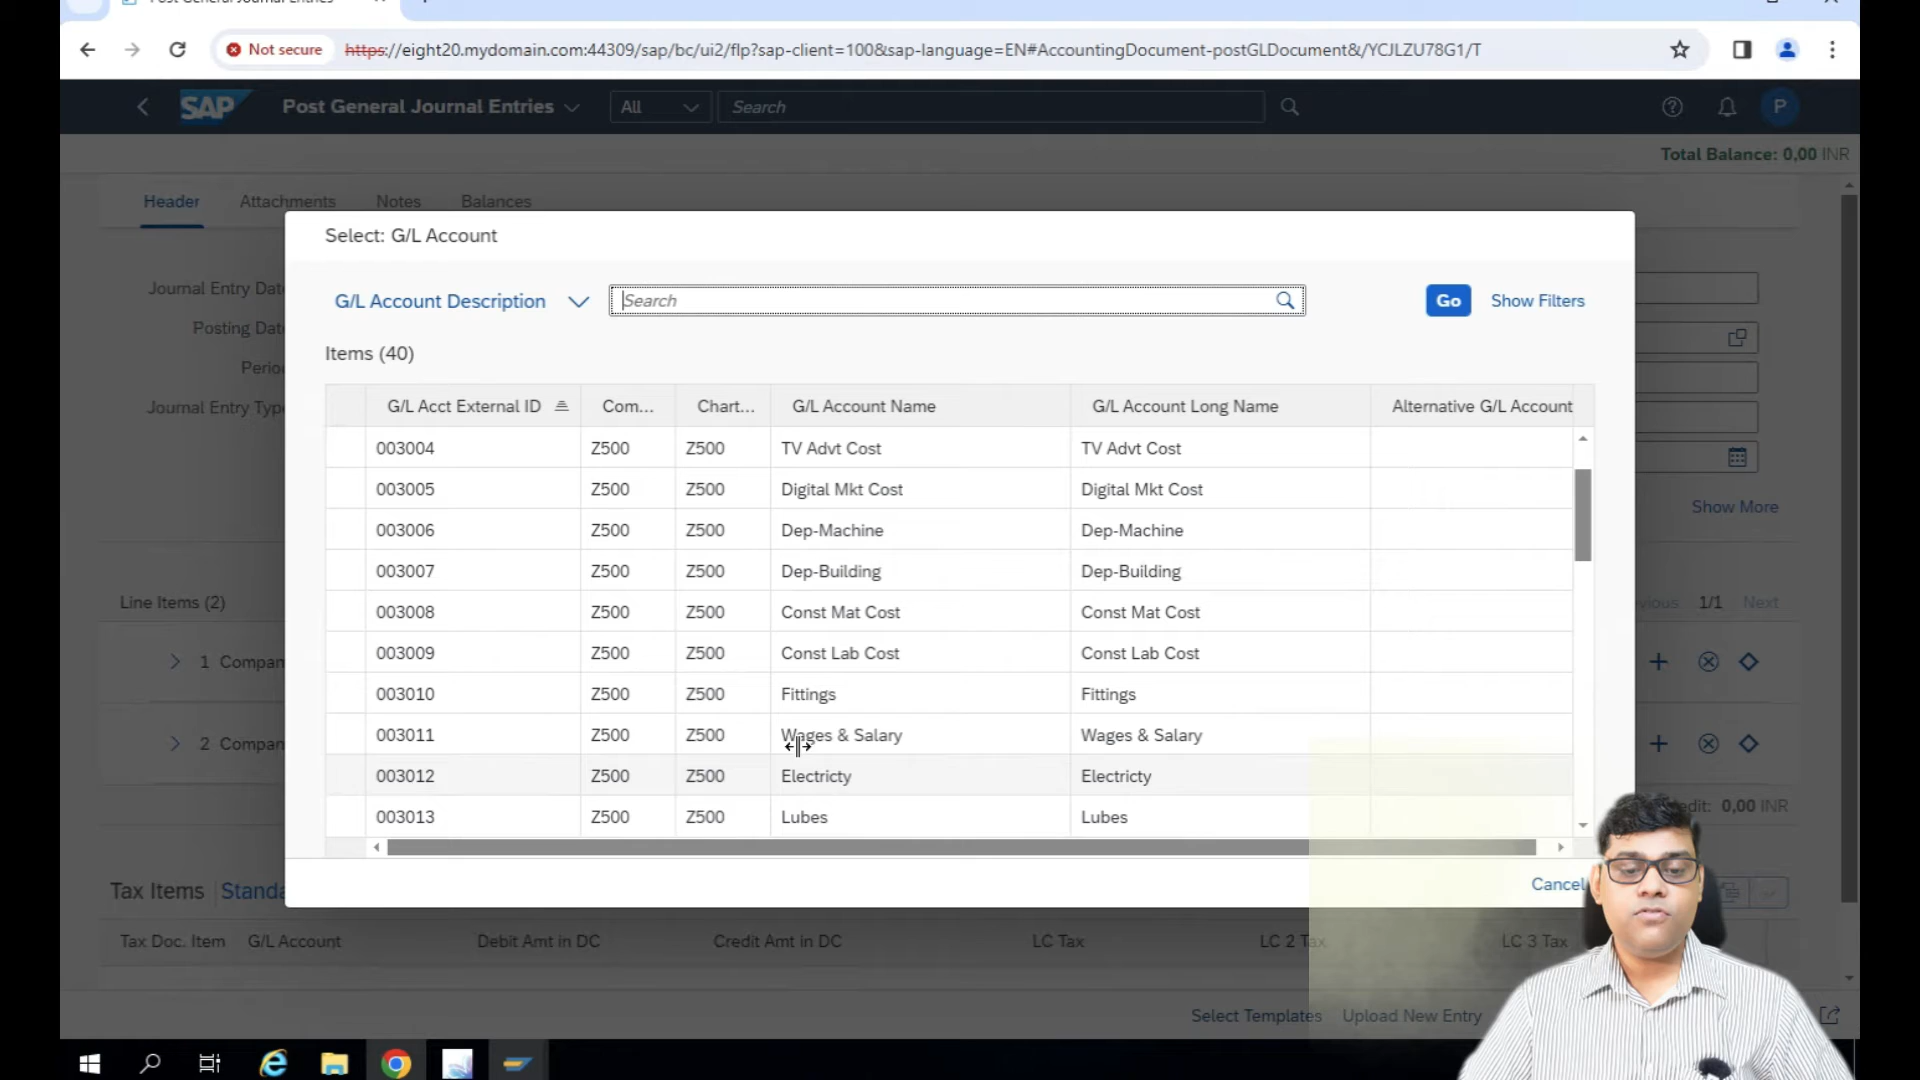 Not secure https://eight20.mydomain.com:44309/sap/bc/ui2/flp?sap-client=100&sap-language=EN#AccountingDocument-postGLDocument&/YCJLZU78G1/T
SAP Post General Journal Entries All Search P
Total Balance: 0,00 INR
Header Attachments Notes Balances
Select: G/L Account
Journal Entry Date
G/L Account Description Search Go Show Filters
Posting Date
Items (40)
Journal Entry Type
G/L Acct External ID Com... Chart... G/L Account Name G/L Account Long Name Alternative G/L Account
003004 Z500 Z500 TV Advt Cost TV Advt Cost
003005 Z500 Z500 Digital Mkt Cost Digital Mkt Cost
Show More
003006 Z500 Z500 Dep-Machine Dep-Machine
003007 Z500 Z500 Dep-Building Dep-Building
Line Items (2) 1/1 Next
003008 Z500 Z500 Const Mat Cost Const Mat Cost
003009 Z500 Z500 Const Lab Cost Const Lab Cost
1 Compan
003010 Z500 Z500 Fittings Fittings
003011 Z500 Z500 Wages & Salary Wages & Salary
2 Compan
003012 Z500 Z500 Electricty Electricty
003013 Z500 Z500 Lubes Lubes
0,00 INR
Cancel
Tax Items Standa
Tax Doc. Item G/L Account Debit Amt in DC Credit Amt in DC LC Tax LC 2 Tax LC 3 Tax
Select Templates Upload New Entry